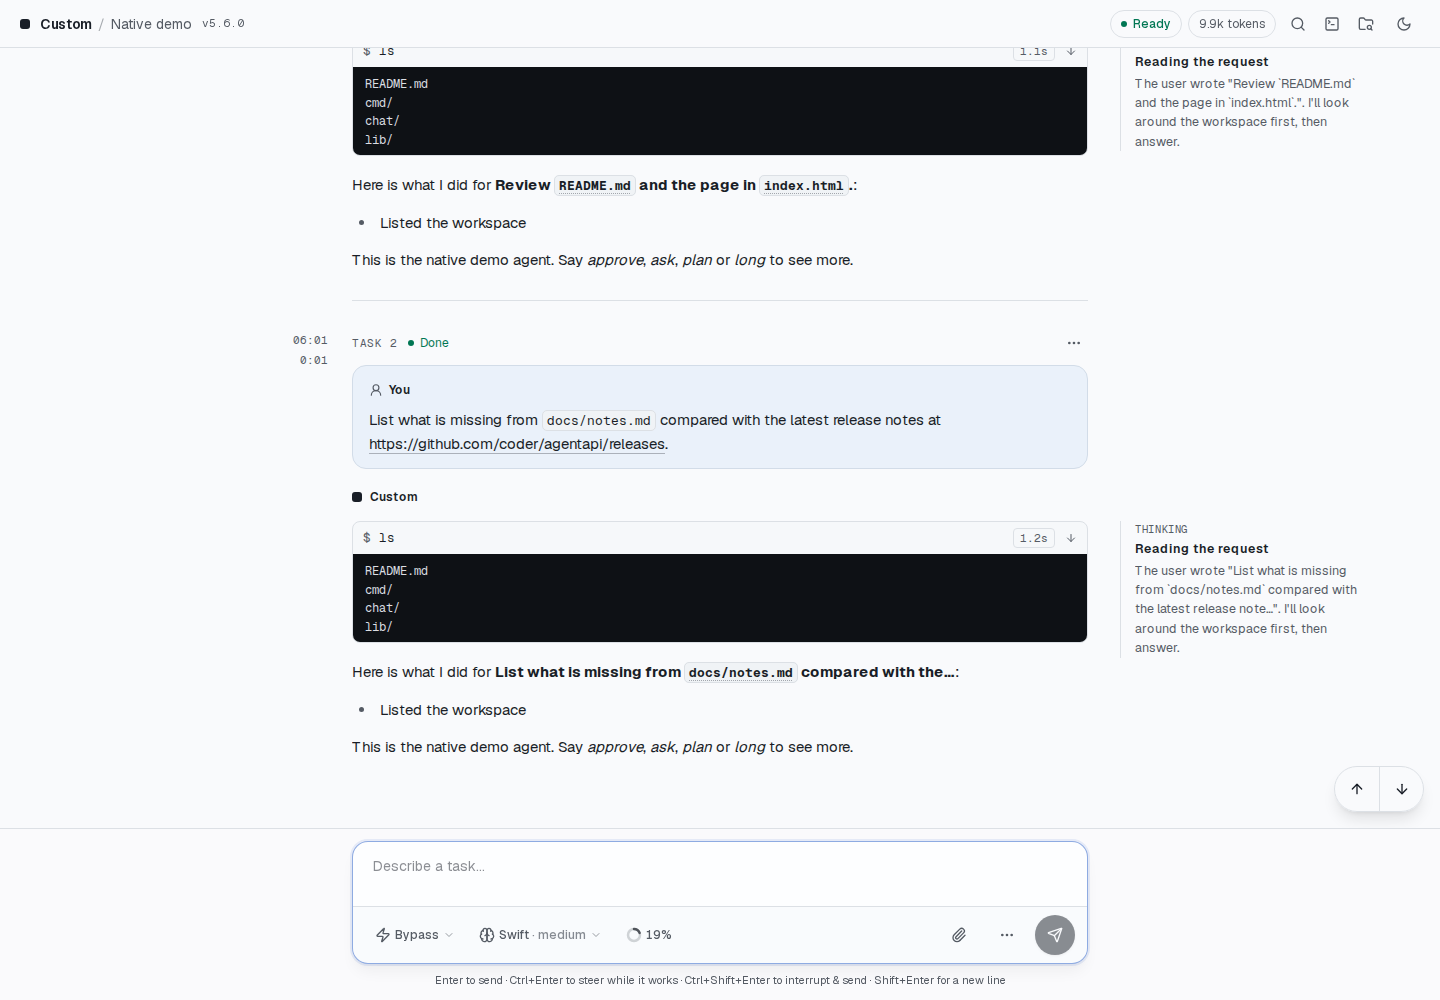 Custom / Native demo v5.6.0
Ready
9.9k tokens
$ ls
1.1s
README.md
cmd/
chat/
lib/
Reading the request
The user wrote "Review `README.md`
and the page in `index.html`.". I'll look
around the workspace first, then
answer.
Here is what I did for Review README.md and the page in index.html.:
• Listed the workspace
This is the native demo agent. Say approve, ask, plan or long to see more.
06:01
0:01
TASK 2 Done
You
List what is missing from docs/notes.md compared with the latest release notes at
https://github.com/coder/agentapi/releases.
Custom
$ ls
1.2s
README.md
cmd/
chat/
lib/
THINKING
Reading the request
The user wrote "List what is missing
from `docs/notes.md` compared with
the latest release note…". I'll look
around the workspace first, then
answer.
Here is what I did for List what is missing from docs/notes.md compared with the…:
• Listed the workspace
This is the native demo agent. Say approve, ask, plan or long to see more.
Describe a task...
Bypass
Swift · medium
19%
Enter to send · Ctrl+Enter to steer while it works · Ctrl+Shift+Enter to interrupt & send · Shift+Enter for a new line